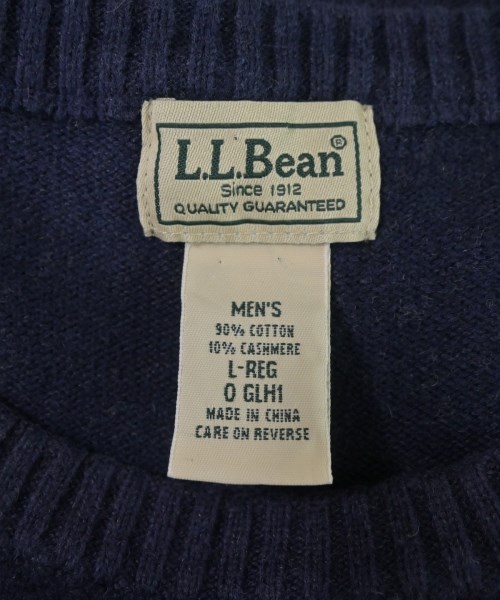 L.L.Bean®
Since 1912
QUALITY GUARANTEED
MEN'S
90% COTTON
10% CASHMERE
L-REG
0 GLH1
MADE IN CHINA
CARE ON REVERSE